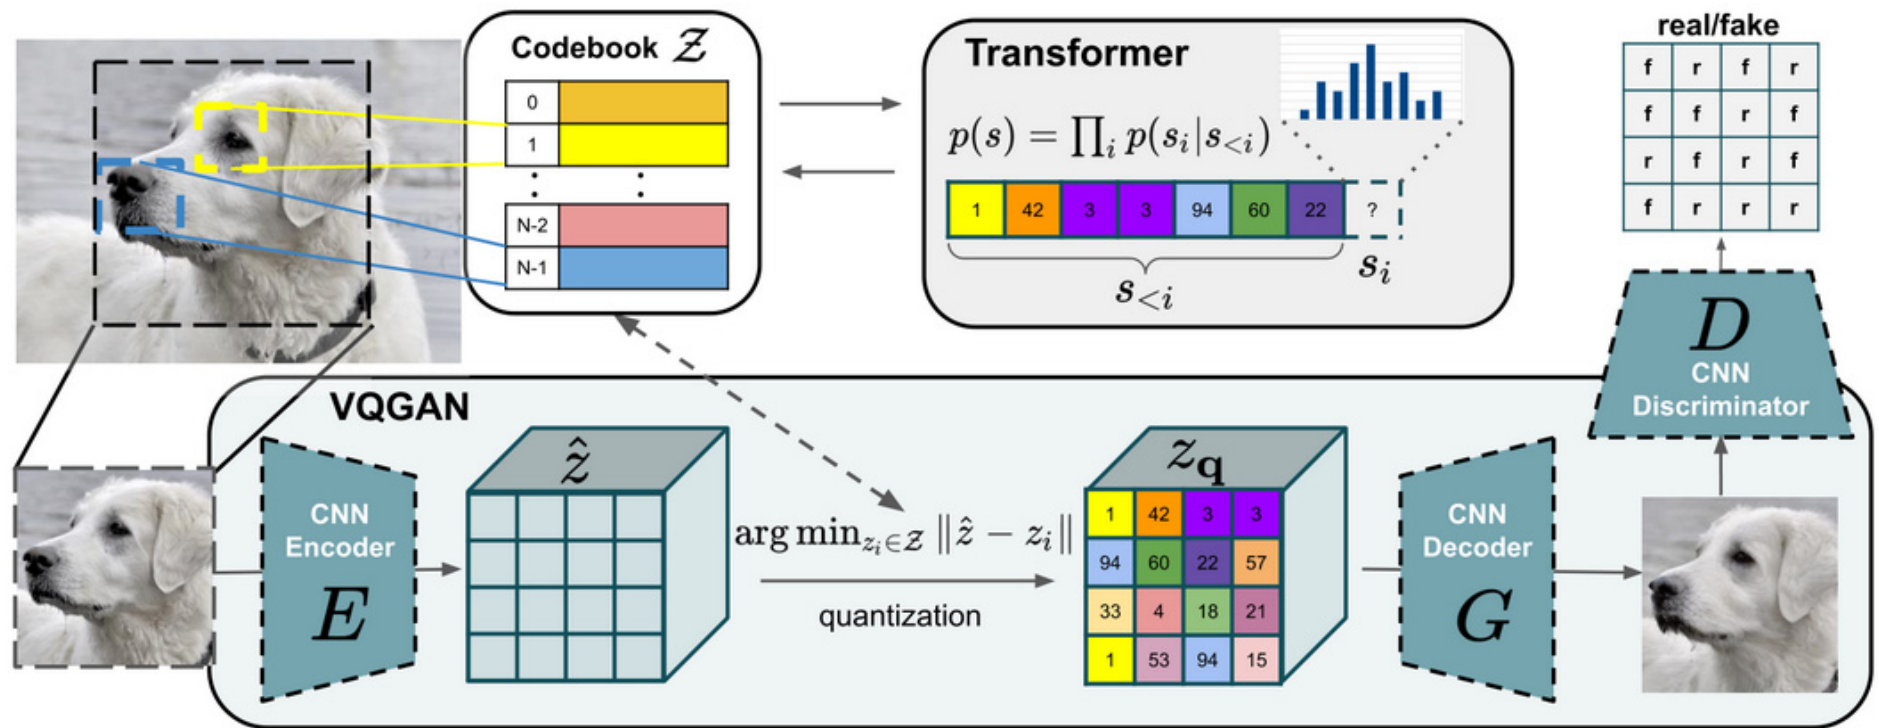 Codebook 𝒵
0
1
⋮ ⋮
N-2
N-1
Transformer
p(s) = ∏ᵢ p(sᵢ|s<ᵢ)
1 42 3 3 94 60 22 ?
s<ᵢ
sᵢ
real/fake
f r f r
f f r f
r f r f
f r r r
D
CNN
Discriminator
VQGAN
CNN
Encoder
E
ẑ
arg min_{zᵢ∈𝒵} ‖ẑ − zᵢ‖
quantization
z_𝐪
1 42 3 3
94 60 22 57
33 4 18 21
1 53 94 15
CNN
Decoder
G